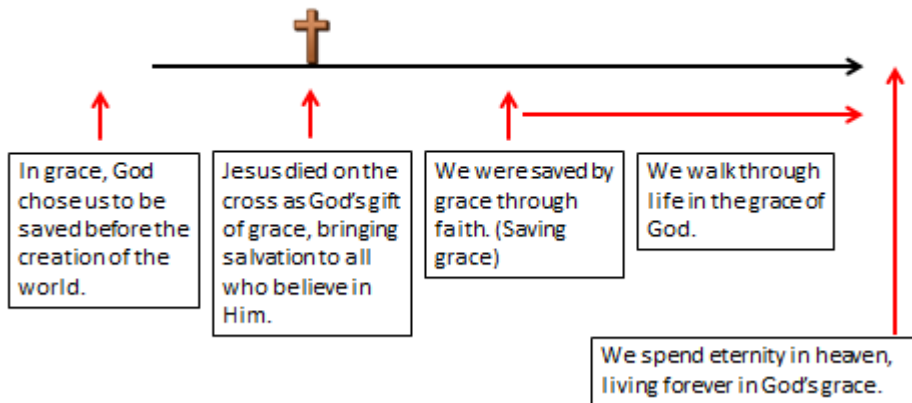 In grace, God
chose us to be
saved before the
creation of the
world.
Jesus died on the
cross as God's gift
of grace, bringing
salvation to all
who believe in
Him.
We were saved by
grace through
faith. (Saving
grace)
We walk through
life in the grace of
God.
We spend eternity in heaven,
living forever in God's grace.